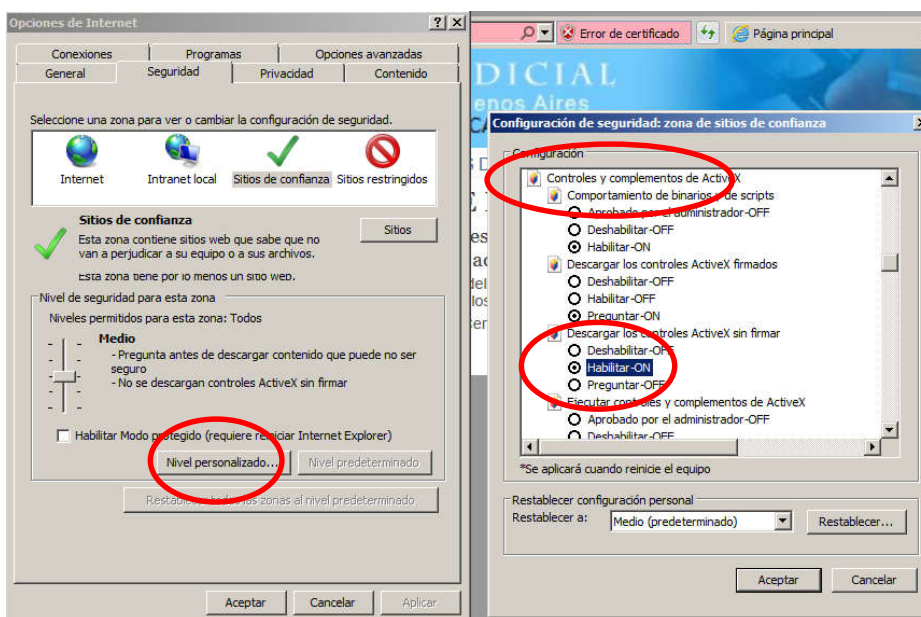 Opciones de Internet
Conexiones
Programas
Opciones avanzadas
General
Seguridad
Privacidad
Contenido
Seleccione una zona para ver o cambiar la configuración de seguridad.
Internet
Intranet local
Sitios de confianza
Sitios restringidos
Sitios de confianza
Sitios
Esta zona contiene sitios web que sabe que no
van a perjudicar a su equipo o a sus archivos.
Esta zona tiene por lo menos un sitio web.
Nivel de seguridad para esta zona
Niveles permitidos para esta zona: Todos
Medio
- Pregunta antes de descargar contenido que puede no ser
seguro
- No se descargan controles ActiveX sin firmar
Habilitar Modo protegido (requiere reiniciar Internet Explorer)
Nivel personalizado...
Nivel predeterminado
Restablecer todas las zonas al nivel predeterminado
Aceptar
Cancelar
Aplicar
Error de certificado
Página principal
DICIAL
enos Aires
Configuración de seguridad: zona de sitios de confianza
Configuración
Controles y complementos de ActiveX
Comportamiento de binarios y de scripts
Aprobado por el administrador-OFF
Deshabilitar-OFF
Habilitar-ON
Descargar los controles ActiveX firmados
Deshabilitar-OFF
Habilitar-OFF
Preguntar-ON
Descargar los controles ActiveX sin firmar
Deshabilitar-OFF
Habilitar-ON
Preguntar-OFF
Ejecutar controles y complementos de ActiveX
Aprobado por el administrador-OFF
Deshabilitar-OFF
*Se aplicará cuando reinicie el equipo
Restablecer configuración personal
Restablecer a:
Medio (predeterminado)
Restablecer...
Aceptar
Cancelar